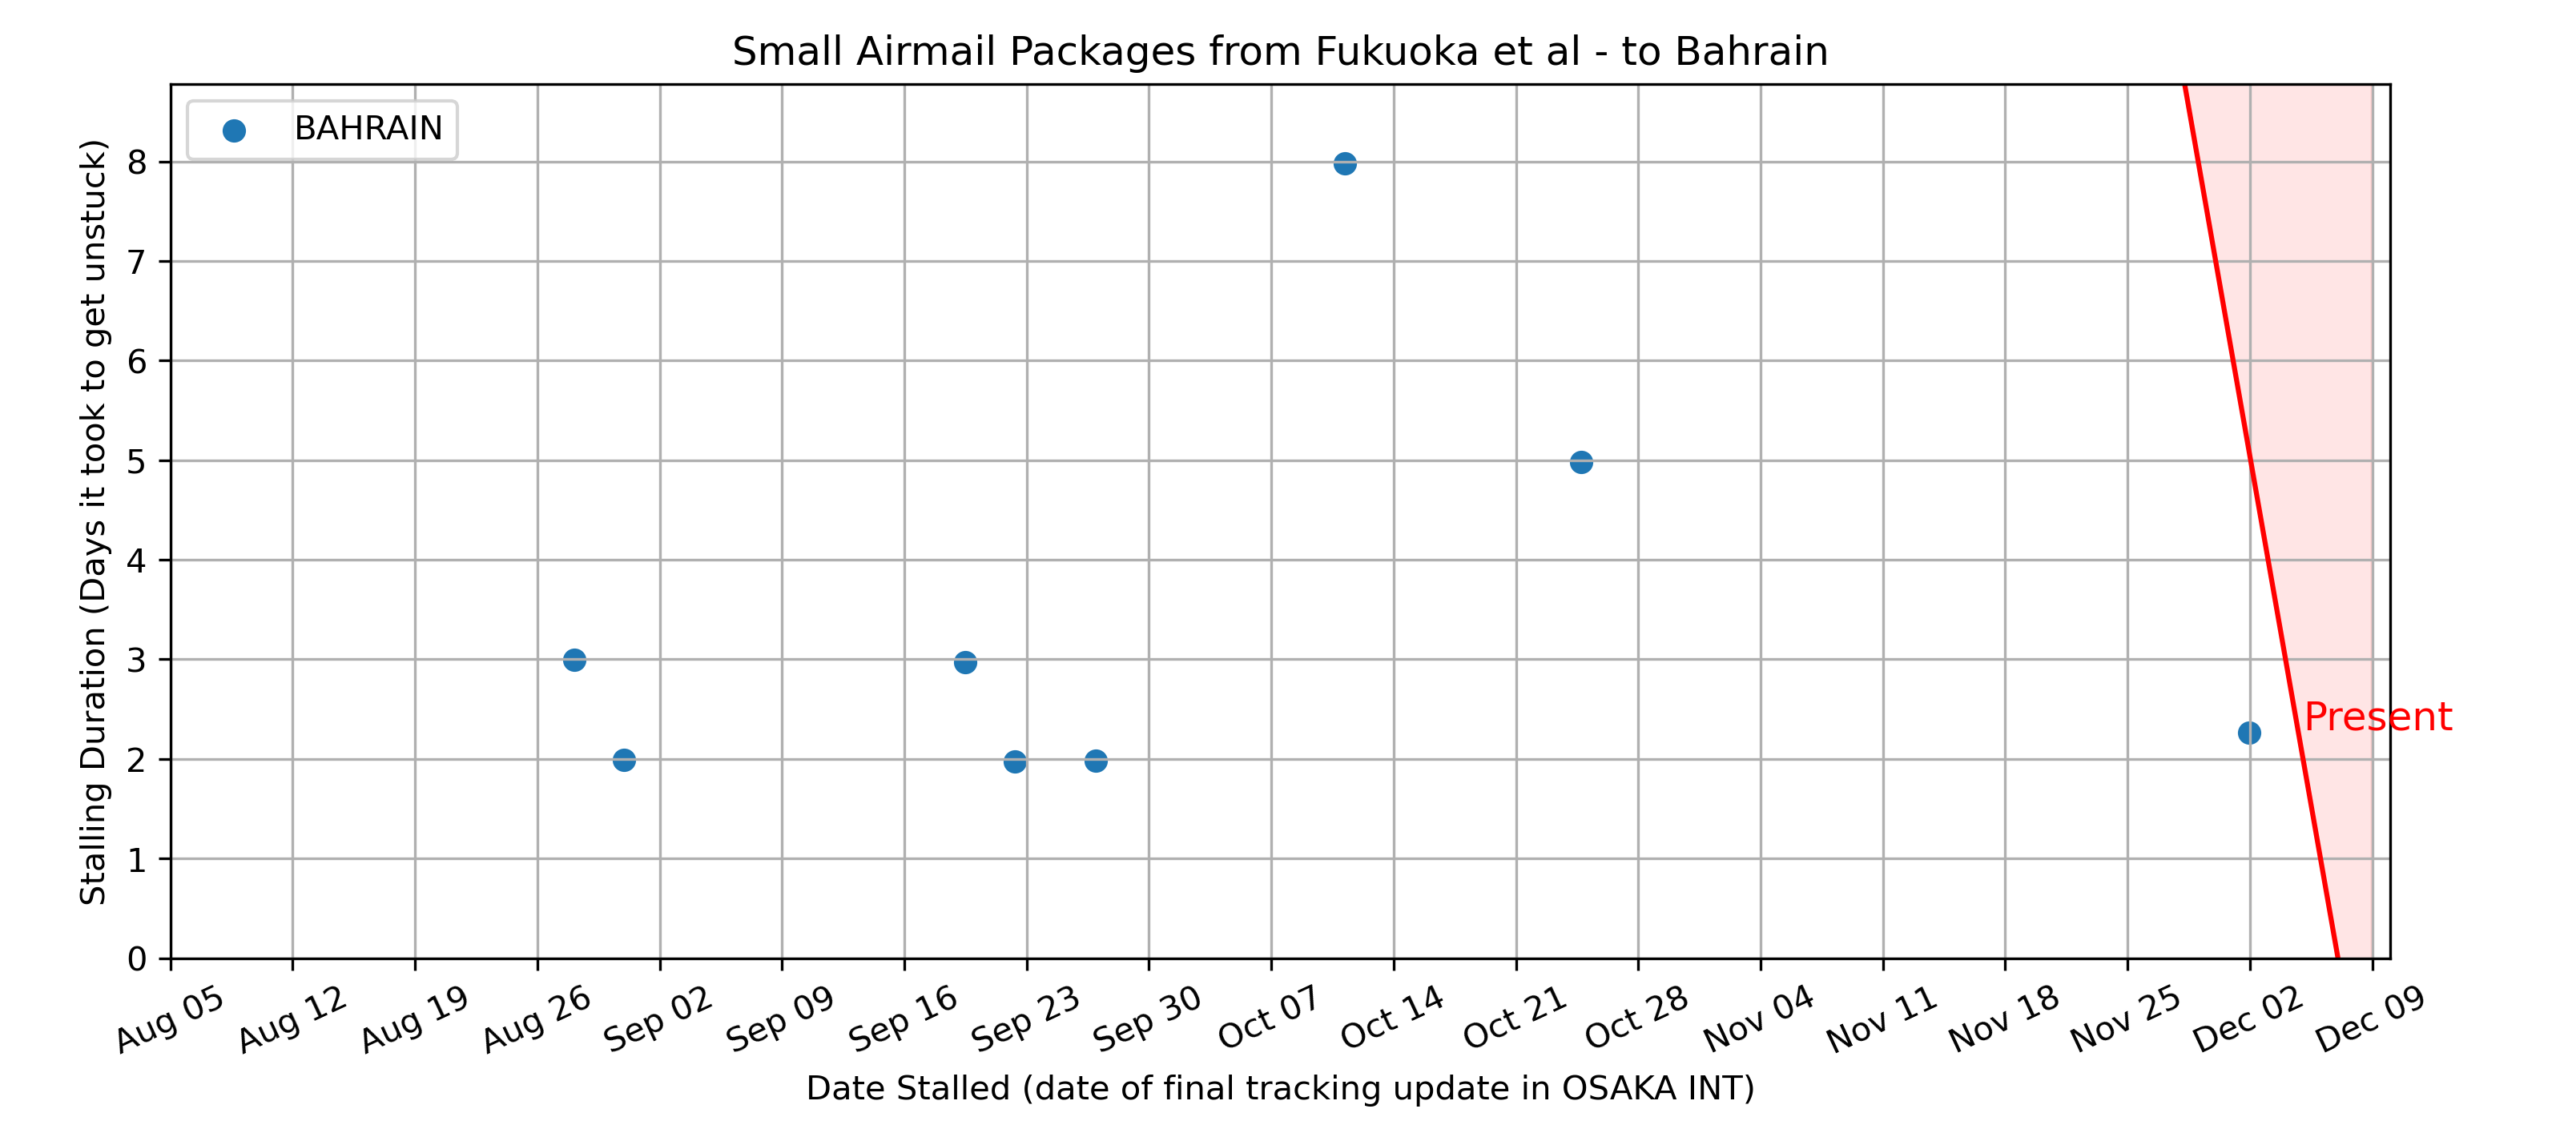 Small Airmail Packages from Fukuoka et al - to Bahrain
BAHRAIN
Stalling Duration (Days it took to get unstuck)
8
7
6
5
4
3
2
1
0
Present
Aug 05 Aug 12 Aug 19 Aug 26 Sep 02 Sep 09 Sep 16 Sep 23 Sep 30 Oct 07 Oct 14 Oct 21 Oct 28 Nov 04 Nov 11 Nov 18 Nov 25 Dec 02 Dec 09
Date Stalled (date of final tracking update in OSAKA INT)